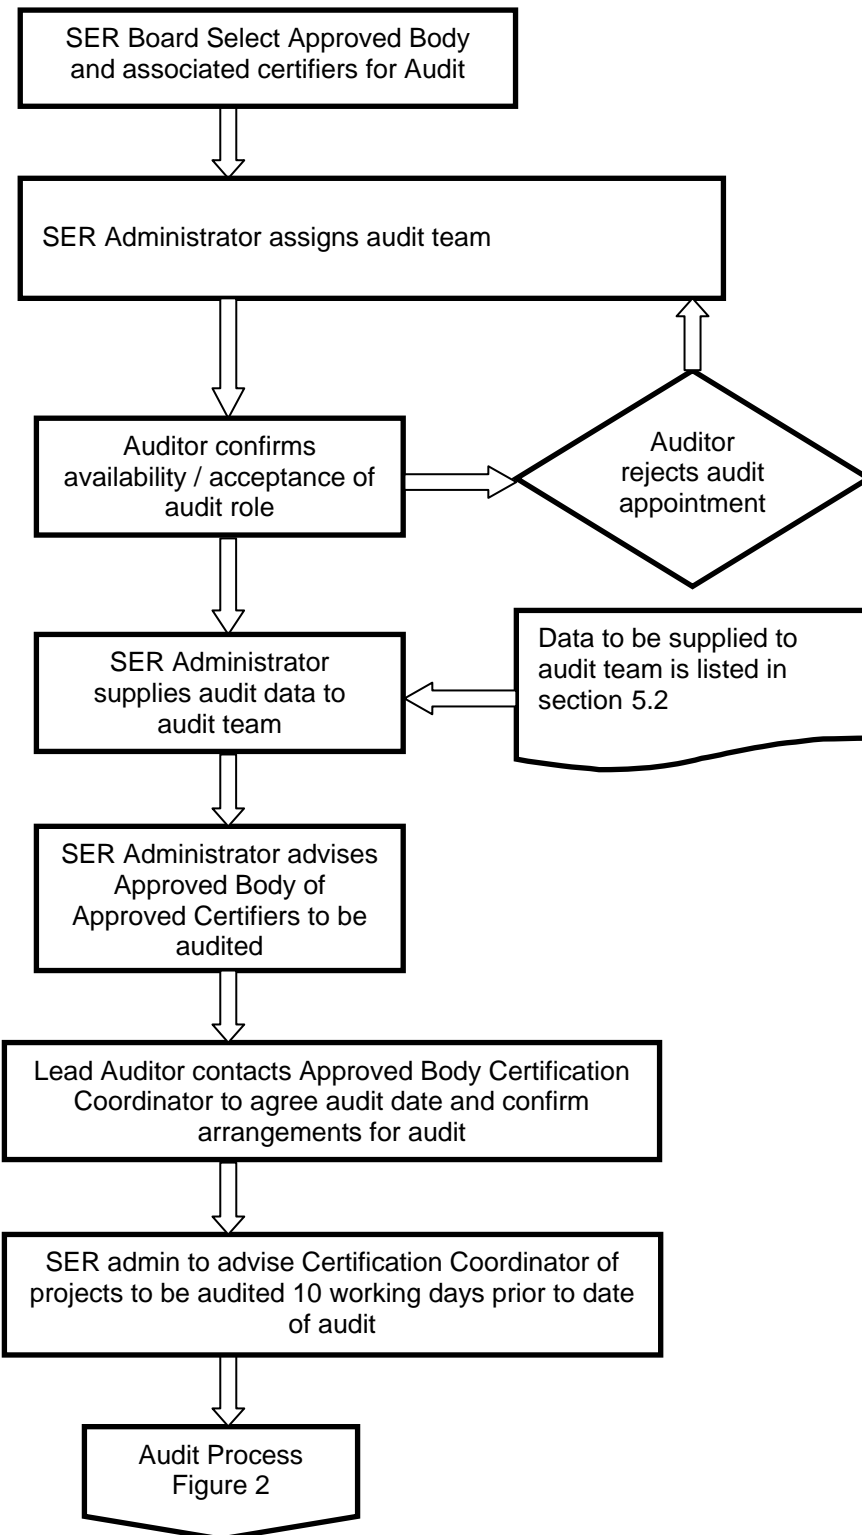 SER Board Select Approved Body
and associated certifiers for Audit
SER Administrator assigns audit team
Auditor confirms
availability / acceptance of
audit role
Auditor
rejects audit
appointment
SER Administrator
supplies audit data to
audit team
Data to be supplied to
audit team is listed in
section 5.2
SER Administrator advises
Approved Body of
Approved Certifiers to be
audited
Lead Auditor contacts Approved Body Certification
Coordinator to agree audit date and confirm
arrangements for audit
SER admin to advise Certification Coordinator of
projects to be audited 10 working days prior to date
of audit
Audit Process
Figure 2